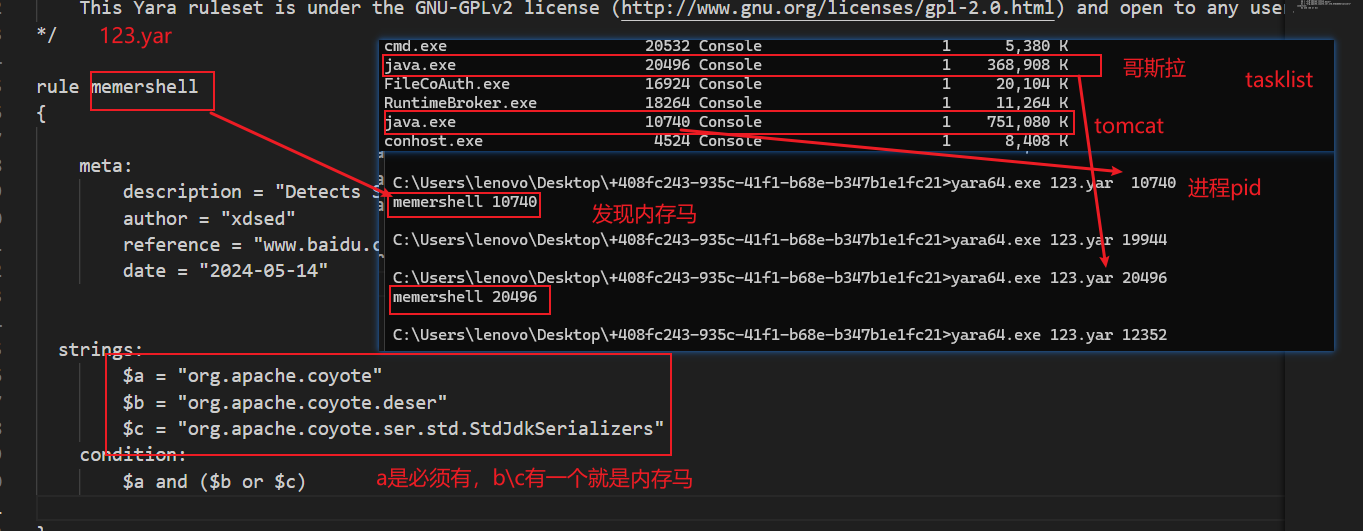 This Yara ruleset is under the GNU-GPLv2 license (http://www.gnu.org/licenses/gpl-2.0.html) and open to any use
*/ 123.yar
rule memershell
{
meta:
description = "Detects
author = "xdsed"
reference = "www.baidu.c
date = "2024-05-14"
strings:
$a = "org.apache.coyote"
$b = "org.apache.coyote.deser"
$c = "org.apache.coyote.ser.std.StdJdkSerializers"
condition:
$a and ($b or $c)
a是必须有，b\c有一个就是内存马
cmd.exe 20532 Console 1 5,380 K
java.exe 20496 Console 1 368,908 K
哥斯拉
tasklist
FileCoAuth.exe 16924 Console 1 20,104 K
RuntimeBroker.exe 18264 Console 1 11,264 K
java.exe 10740 Console 1 751,080 K
tomcat
conhost.exe 4524 Console 1 8,408 K
C:\Users\lenovo\Desktop\+408fc243-935c-41f1-b68e-b347b1e1fc21>yara64.exe 123.yar 10740
进程pid
memershell 10740
发现内存马
C:\Users\lenovo\Desktop\+408fc243-935c-41f1-b68e-b347b1e1fc21>yara64.exe 123.yar 19944
C:\Users\lenovo\Desktop\+408fc243-935c-41f1-b68e-b347b1e1fc21>yara64.exe 123.yar 20496
memershell 20496
C:\Users\lenovo\Desktop\+408fc243-935c-41f1-b68e-b347b1e1fc21>yara64.exe 123.yar 12352
}